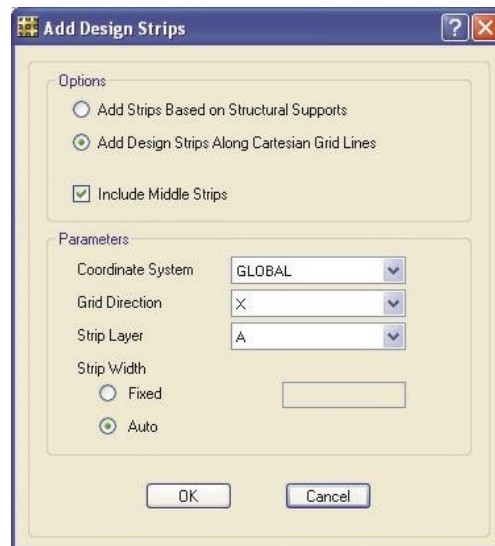 Add Design Strips
Options
Add Strips Based on Structural Supports
Add Design Strips Along Cartesian Grid Lines
Include Middle Strips
Parameters
Coordinate System GLOBAL
Grid Direction X
Strip Layer A
Strip Width
Fixed
Auto
OK Cancel